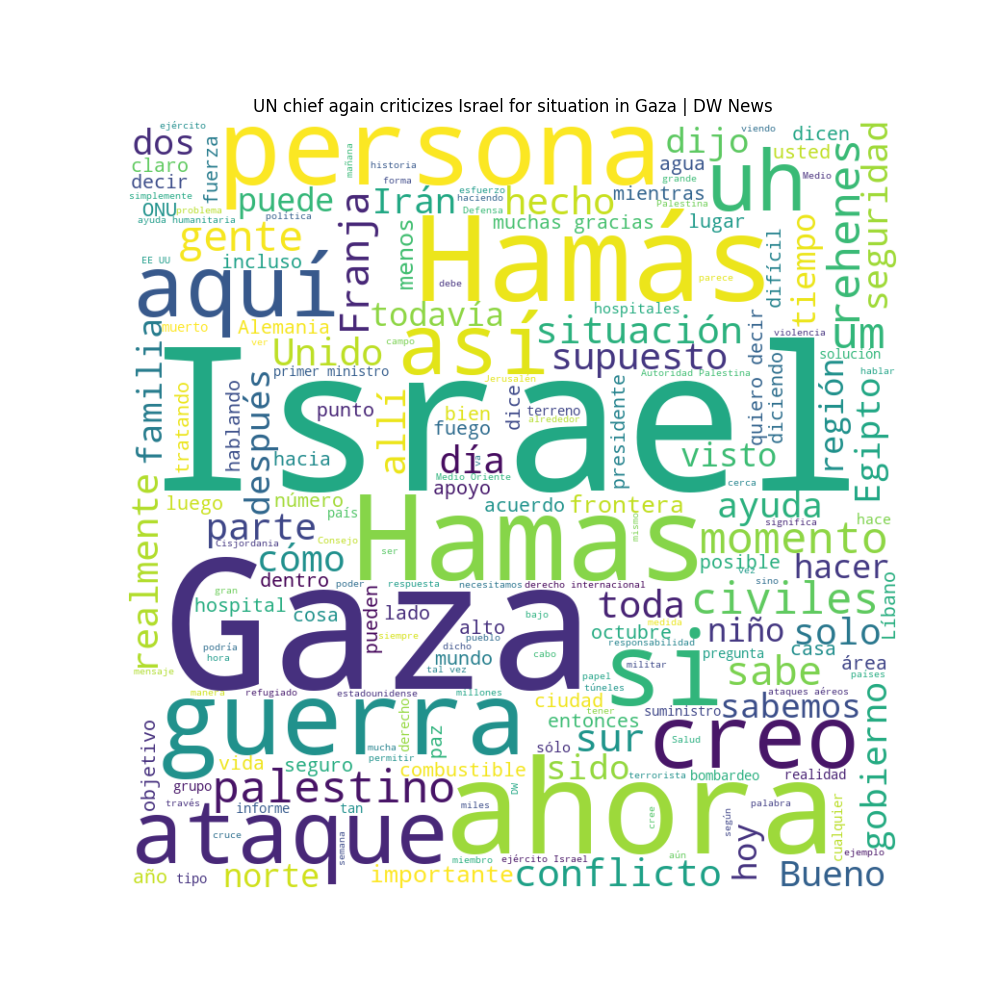 UN chief again criticizes Israel for situation in Gaza | DW News
ejército
dos
persona
dijo
viendo
dicen
claro
decir
simplemente
fuerza
mañana
historia
forma
agua
usted
Medio
uh
seguridad
ONU
problema
ayuda humanitaria
puede
política
Irán
esfuerzo
haciendo
Defensa
hecho
mientras
grande
Palestina
muchas gracias
lugar
gente
Franja
menos
Hamás
difícil
tiempo
rehenes
EE UU
incluso
aquí
debe
parece
todavía
hospitales
um
muerto
Alemania
ver
campo
así
situación
violencia
familia
Unido
supuesto
quiero decir
solución
primer ministro
Jerusalén
Autoridad Palestina
hablar
Israel
tratando
hablando
después
punto
allí
bien
fuego
dice
terreno
alrededor
presidente
diciendo
región
Egipto
hacia
día
va
visto
Medio Oriente
apoyo
cerca
luego
número
acuerdo
frontera
ayuda
realmente
parte
país
Hamas
mismo
significa
hace
momento
Cisjordania
Consejo
cómo
ser
posible
vez
hacer
dentro
poder
respuesta
necesitamos
derecho internacional
sino
Líbano
gran
Gaza
hospital
cosa
pueden
lado
bajo
toda
civiles
alto
octubre
medida
niño
solo
podría
hora
siempre
pueblo
responsabilidad
si
dicho
mundo
cabo
pregunta
casa
área
mensaje
tal vez
papel
militar
sabe
países
manera
refugiado
estadounidense
millones
túneles
ataques aéreos
guerra
derecho
ciudad
suministro
sabemos
gobierno
tener
entonces
objetivo
mucha
paz
sólo
sur
creo
Salud
permitir
vida
seguro
combustible
sido
terrorista
bombardeo
realidad
grupo
palestino
DW
ahora
través
informe
tan
miles
cree
según
palabra
cualquier
ataque
cruce
semana
hoy
miembro
ejército Israel
aún
ejemplo
año
tipo
norte
importante
conflicto
Bueno